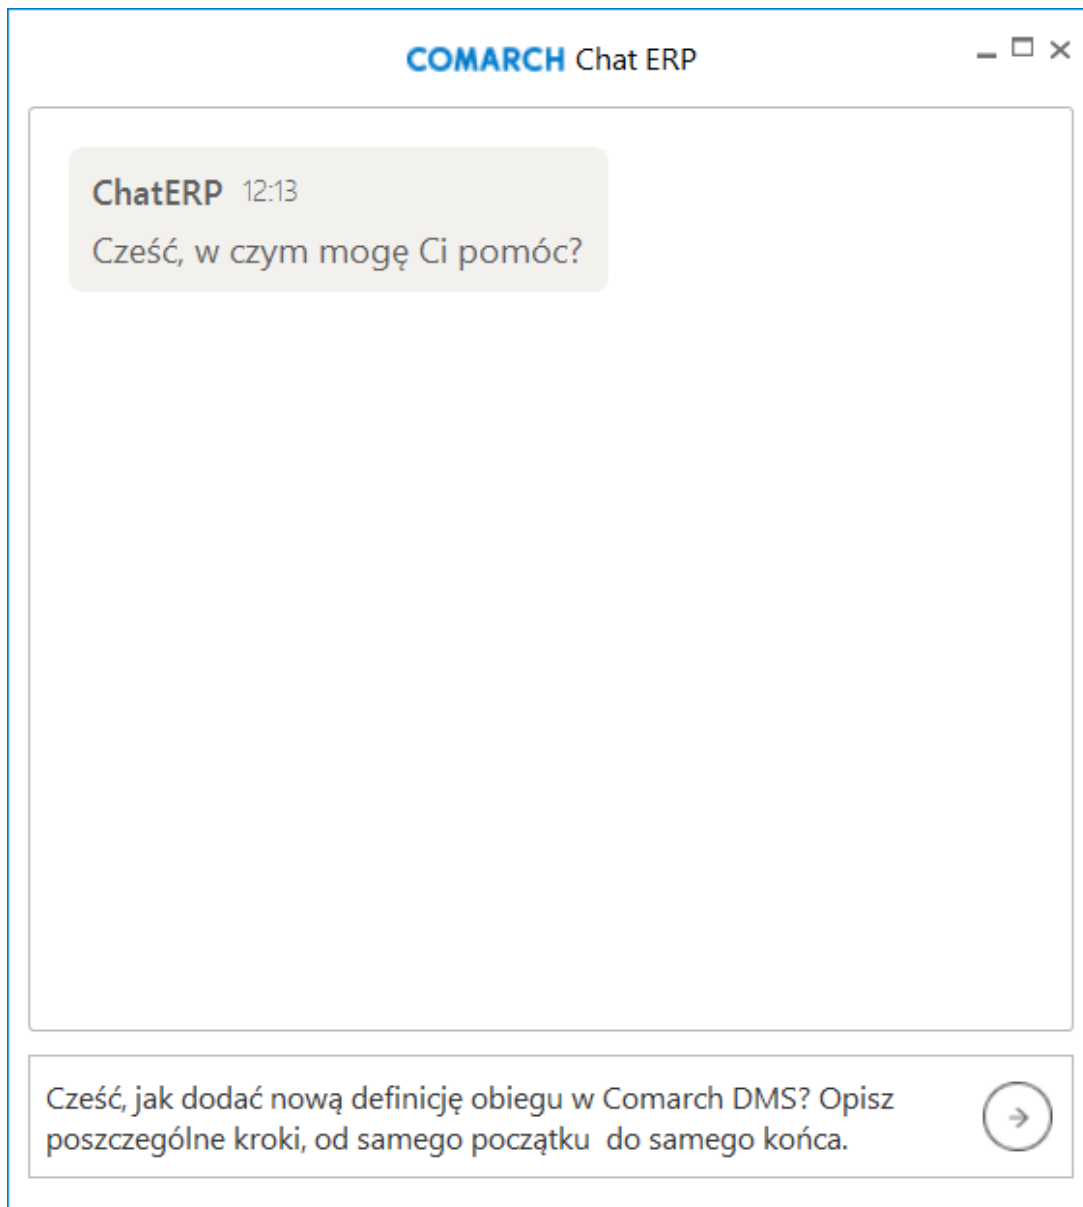 COMARCH Chat ERP
ChatERP 12:13
Cześć, w czym mogę Ci pomóc?
Cześć, jak dodać nową definicję obiegu w Comarch DMS? Opisz
poszczególne kroki, od samego początku  do samego końca.